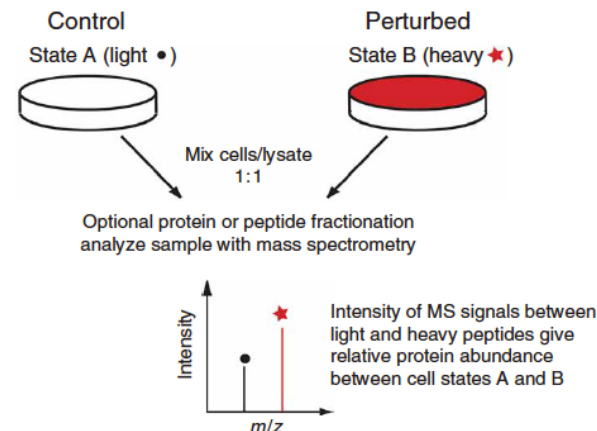 Control
Perturbed
State A (light •)
State B (heavy ★)
Mix cells/lysate
1:1
Optional protein or peptide fractionation
analyze sample with mass spectrometry
Intensity
m/z
Intensity of MS signals between
light and heavy peptides give
relative protein abundance
between cell states A and B